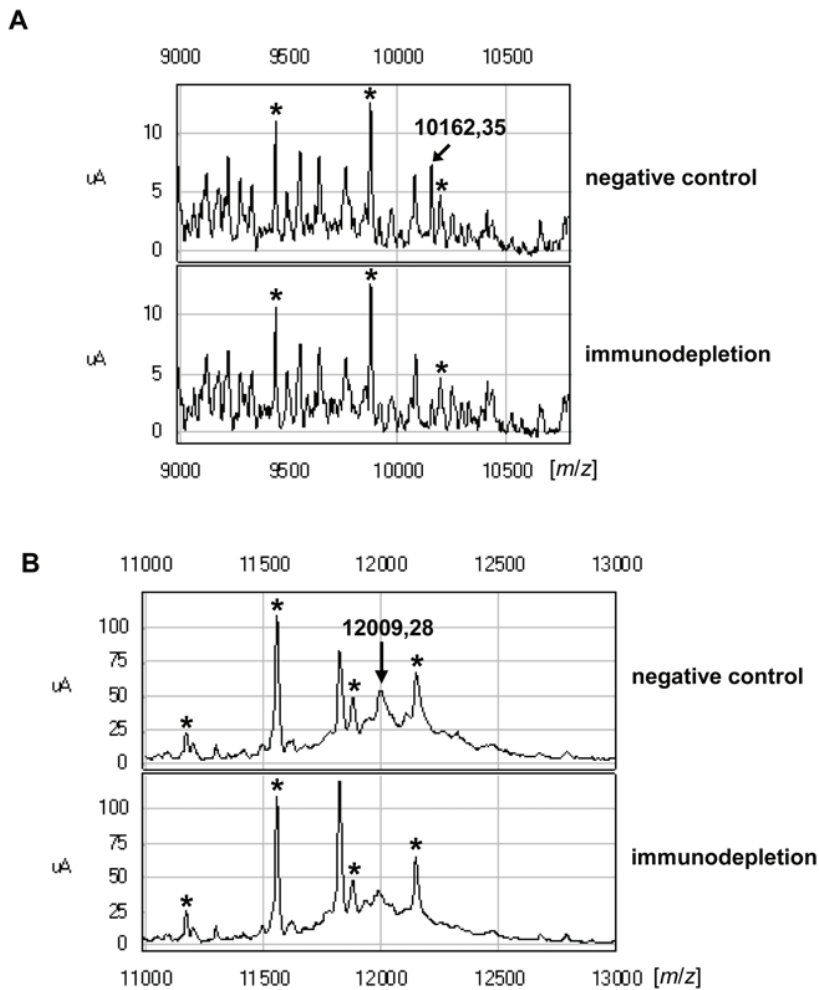 A
9000 9500 10000 10500
*
*
10162,35
*
10
uA
5
0
negative control
*
*
*
10
uA
5
0
immunodepletion
9000 9500 10000 10500 [m/z]
B
11000 11500 12000 12500 13000
*
12009,28
*
*
*
100
75
uA
50
25
0
negative control
*
*
*
*
100
75
uA
50
25
0
immunodepletion
11000 11500 12000 12500 13000 [m/z]